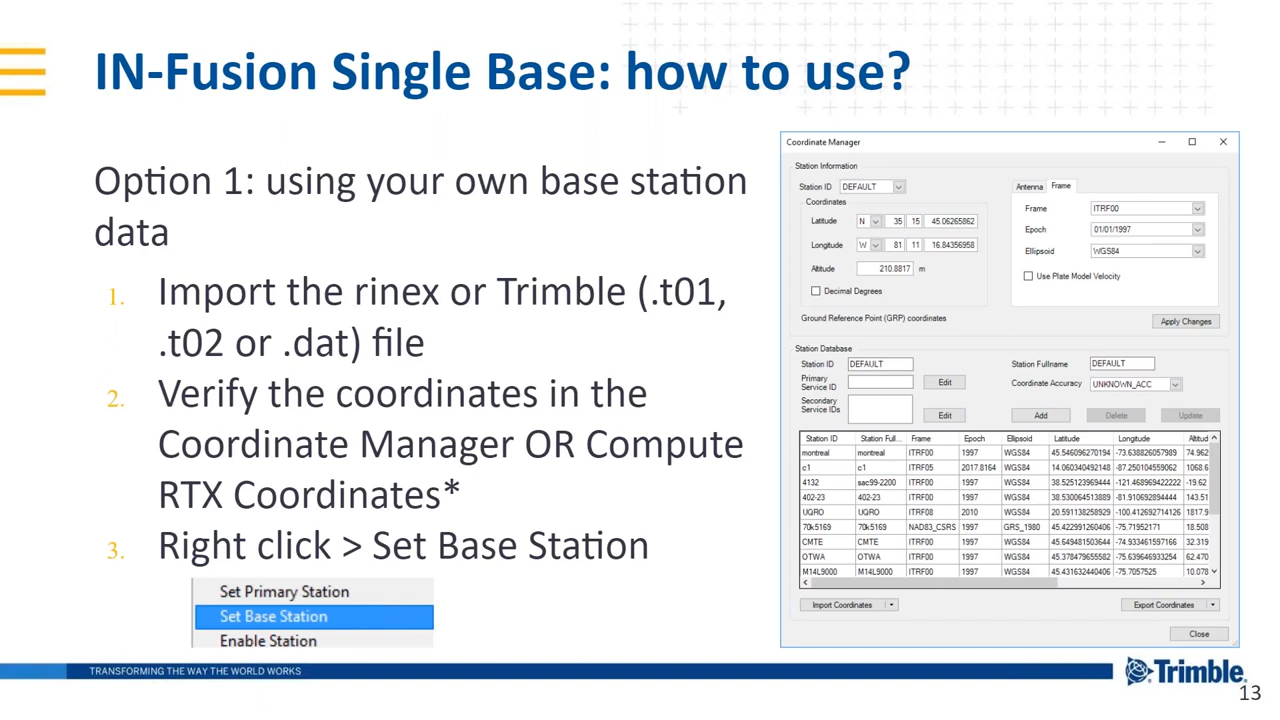 IN-Fusion Single Base: how to use?
Option 1: using your own base station
data
1. Import the rinex or Trimble (.t01,
.t02 or .dat) file
2. Verify the coordinates in the
Coordinate Manager OR Compute
RTX Coordinates*
3. Right click > Set Base Station
Set Primary Station
Set Base Station
Enable Station
Coordinate Manager
Station Information
Station ID DEFAULT
Coordinates
Latitude N 35 15 45.06265862
Longitude W 81 11 16.84356958
Altitude 210.8817 m
Decimal Degrees
Ground Reference Point (GRP) coordinates
Antenna Frame
Frame ITRF00
Epoch 01/01/1997
Ellipsoid WGS84
Use Plate Model Velocity
Apply Changes
Station Database
Station ID DEFAULT
Primary
Service ID Edit
Secondary
Service IDs Edit
Station Fullname DEFAULT
Coordinate Accuracy UNKNOWN_ACC
Add Delete Update
Station ID Station Full... Frame Epoch Ellipsoid Latitude Longitude Altitud
montreal montreal ITRF00 1997 WGS84 45.546096270194 -73.638826057989 74.962
c1 c1 ITRF05 2017.8164 WGS84 14.060340492148 -87.250104559062 1068.6
4132 sac99-2200 ITRF00 1997 WGS84 38.525123969444 -121.468969422222 -19.62
402-23 402-23 ITRF00 1997 WGS84 38.530064513889 -81.910692894444 143.51
UQRO UQRO ITRF08 2010 WGS84 20.591138258929 -100.412692714126 1817.9
70k5169 70k5169 NAD83_CSRS 1997 GRS_1980 45.422991260406 -75.71952171 18.508
CMTE CMTE ITRF00 1997 WGS84 45.649481503644 -74.933461597166 32.319
OTWA OTWA ITRF00 1997 WGS84 45.378479655582 -75.639646933254 62.470
M14L9000 M14L9000 ITRF00 1997 WGS84 45.431632440406 -75.7057525 10.078
Import Coordinates Export Coordinates
Close
TRANSFORMING THE WAY THE WORLD WORKS
Trimble.
13